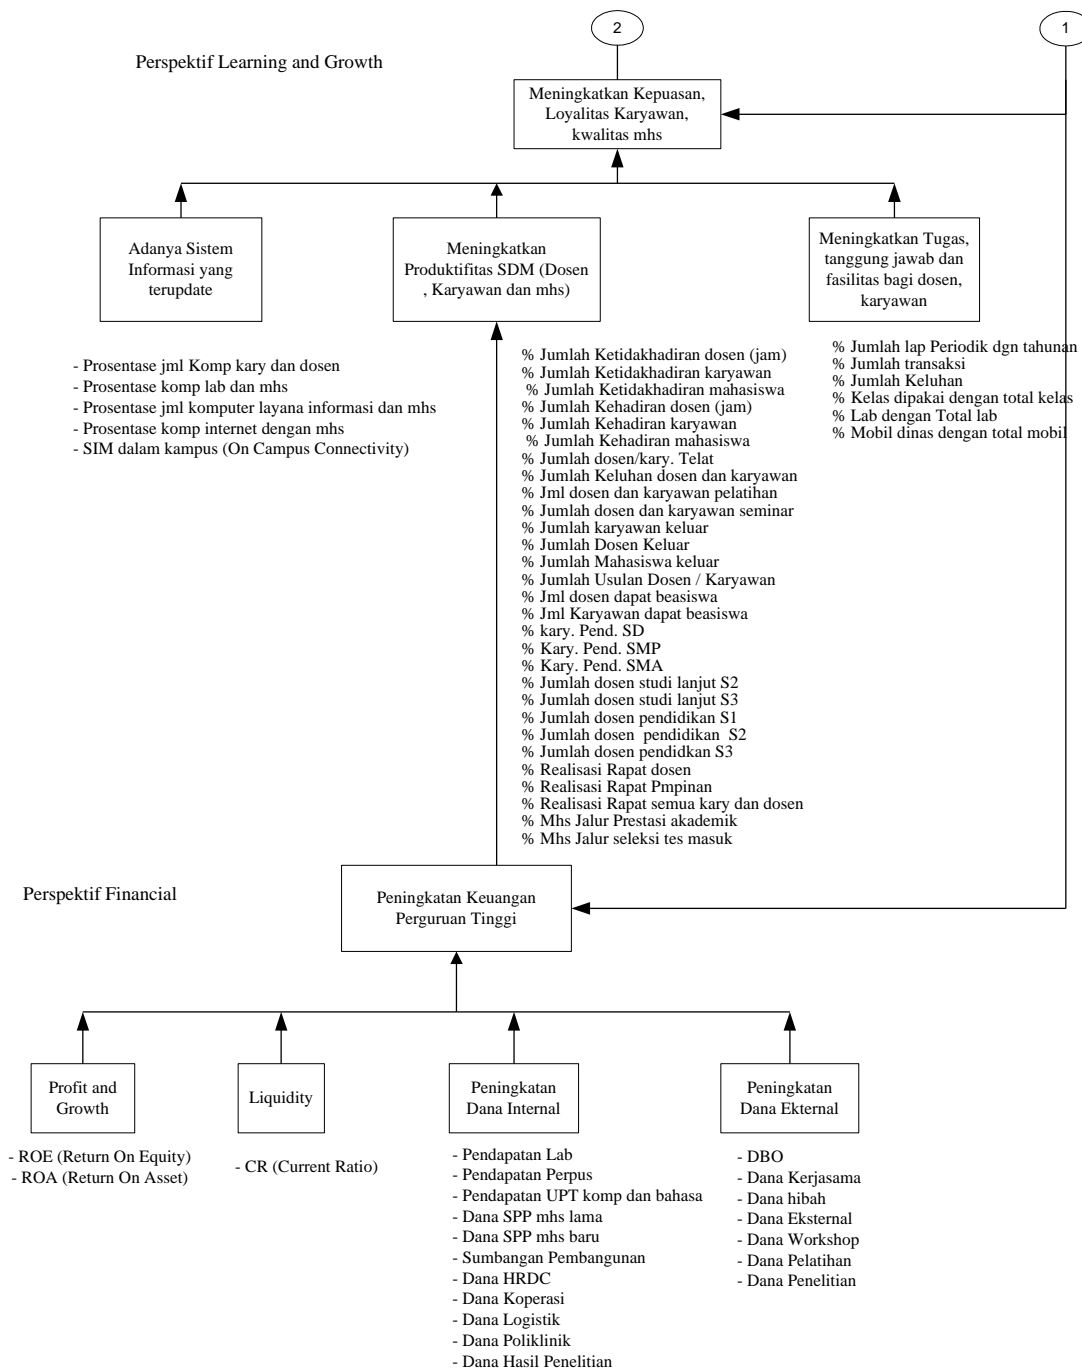 2
1
Perspektif Learning and Growth
Meningkatkan Kepuasan,
Loyalitas Karyawan,
kwalitas mhs
Adanya Sistem
Informasi yang
terupdate
Meningkatkan
Produktifitas SDM (Dosen
, Karyawan dan mhs)
Meningkatkan Tugas,
tanggung jawab dan
fasilitas bagi dosen,
karyawan
- Prosentase jml Komp kary dan dosen
- Prosentase komp lab dan mhs
- Prosentase jml komputer layana informasi dan mhs
- Prosentase komp internet dengan mhs
- SIM dalam kampus (On Campus Connectivity)
% Jumlah Ketidakhadiran dosen (jam)
% Jumlah Ketidakhadiran karyawan
% Jumlah Ketidakhadiran mahasiswa
% Jumlah Kehadiran dosen (jam)
% Jumlah Kehadiran karyawan
% Jumlah Kehadiran mahasiswa
% Jumlah dosen/kary. Telat
% Jumlah Keluhan dosen dan karyawan
% Jml dosen dan karyawan pelatihan
% Jumlah dosen dan karyawan seminar
% Jumlah karyawan keluar
% Jumlah Dosen Keluar
% Jumlah Mahasiswa keluar
% Jumlah Usulan Dosen / Karyawan
% Jml dosen dapat beasiswa
% Jml Karyawan dapat beasiswa
% kary. Pend. SD
% Kary. Pend. SMP
% Kary. Pend. SMA
% Jumlah dosen studi lanjut S2
% Jumlah dosen studi lanjut S3
% Jumlah dosen pendidikan S1
% Jumlah dosen pendidikan S2
% Jumlah dosen pendidkan S3
% Realisasi Rapat dosen
% Realisasi Rapat Pmpinan
% Realisasi Rapat semua kary dan dosen
% Mhs Jalur Prestasi akademik
% Mhs Jalur seleksi tes masuk
% Jumlah lap Periodik dgn tahunan
% Jumlah transaksi
% Jumlah Keluhan
% Kelas dipakai dengan total kelas
% Lab dengan Total lab
% Mobil dinas dengan total mobil
Perspektif Financial
Peningkatan Keuangan
Perguruan Tinggi
Profit and
Growth
Liquidity
Peningkatan
Dana Internal
Peningkatan
Dana Ekternal
- ROE (Return On Equity)
- ROA (Return On Asset)
- CR (Current Ratio)
- Pendapatan Lab
- Pendapatan Perpus
- Pendapatan UPT komp dan bahasa
- Dana SPP mhs lama
- Dana SPP mhs baru
- Sumbangan Pembangunan
- Dana HRDC
- Dana Koperasi
- Dana Logistik
- Dana Poliklinik
- Dana Hasil Penelitian
- DBO
- Dana Kerjasama
- Dana hibah
- Dana Eksternal
- Dana Workshop
- Dana Pelatihan
- Dana Penelitian